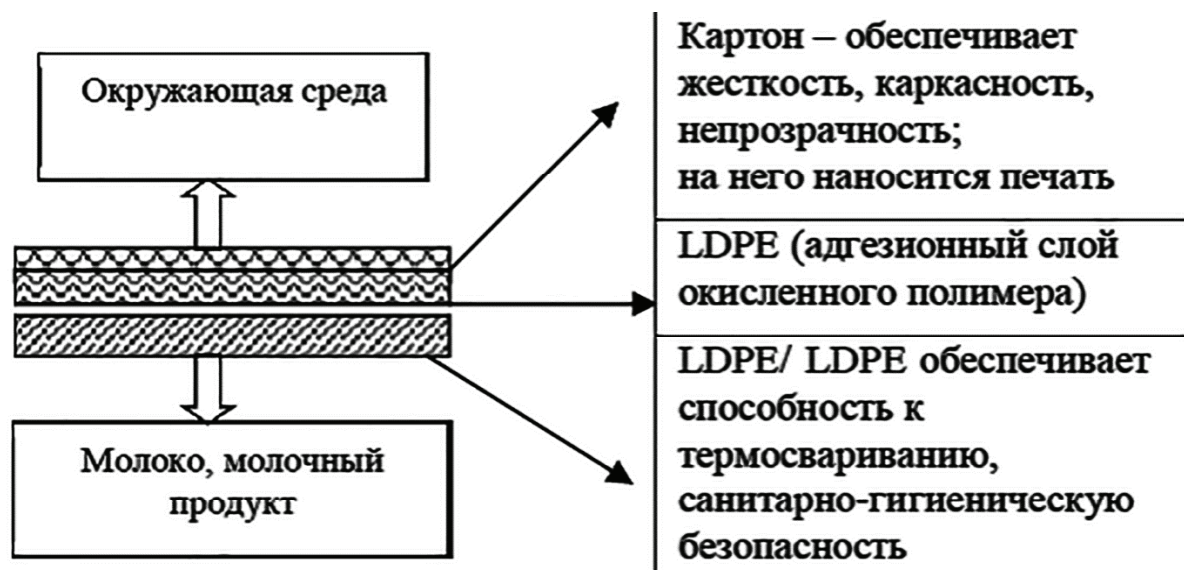 Окружающая среда
Молоко, молочный
продукт
Картон – обеспечивает
жесткость, каркасность,
непрозрачность;
на него наносится печать
LDPE (адгезионный слой
окисленного полимера)
LDPE/ LDPE обеспечивает
способность к
термосвариванию,
санитарно-гигиеническую
безопасность